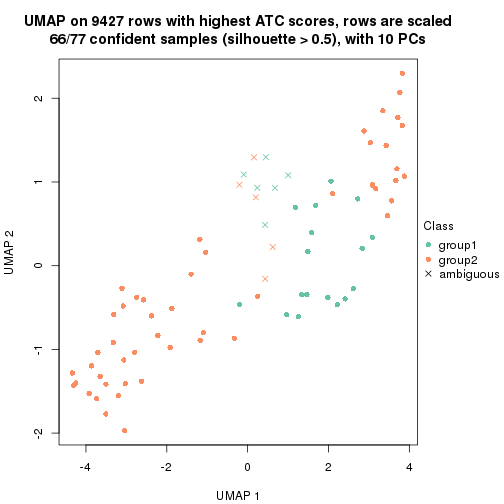 UMAP on 9427 rows with highest ATC scores, rows are scaled
66/77 confident samples (silhouette > 0.5), with 10 PCs
2
1
0
-1
-2
UMAP 2
-4
-2
0
2
4
UMAP 1
Class
group1
group2
ambiguous